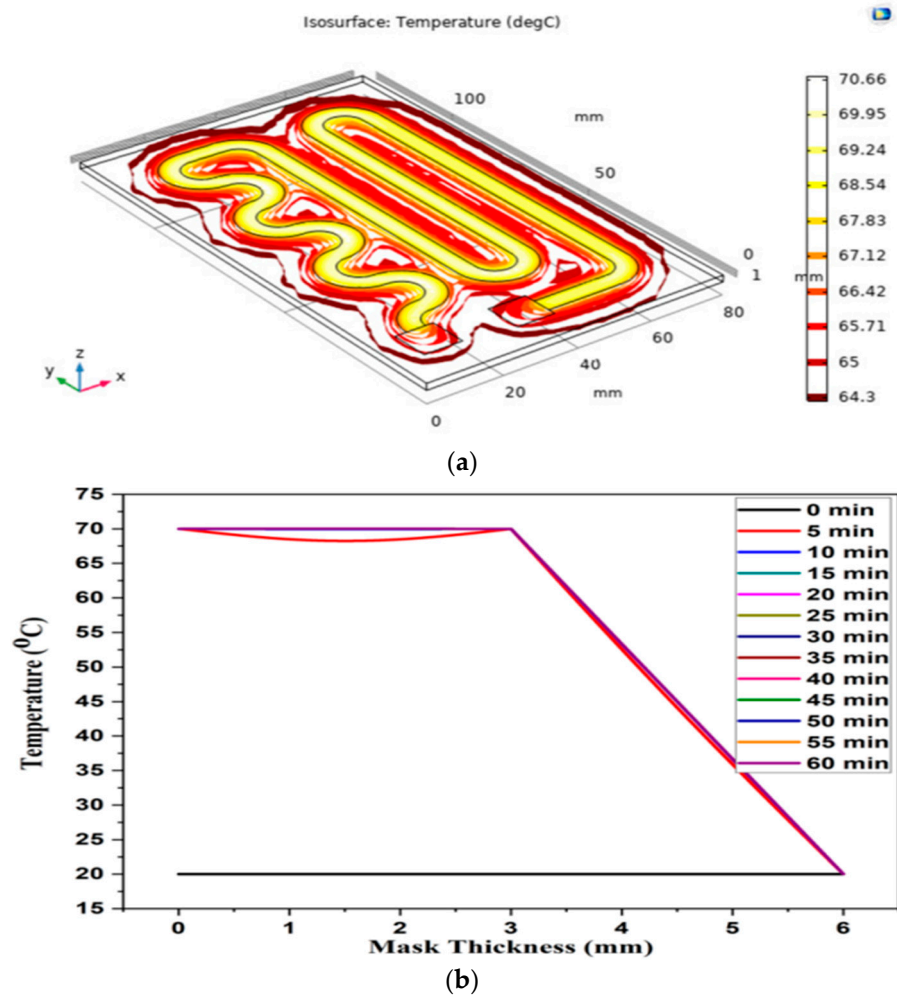 Isosurface: Temperature (degC)
100
mm
50
0
1 mm
80
60
40
mm
20
0
z
y
x
70.66
69.95
69.24
68.54
67.83
67.12
66.42
65.71
65
64.3
(a)
75
70
65
60
55
50
45
40
35
30
25
20
15
Temperature (⁰C)
0 min
5 min
10 min
15 min
20 min
25 min
30 min
35 min
40 min
45 min
50 min
55 min
60 min
0 1 2 3 4 5 6
Mask Thickness (mm)
(b)